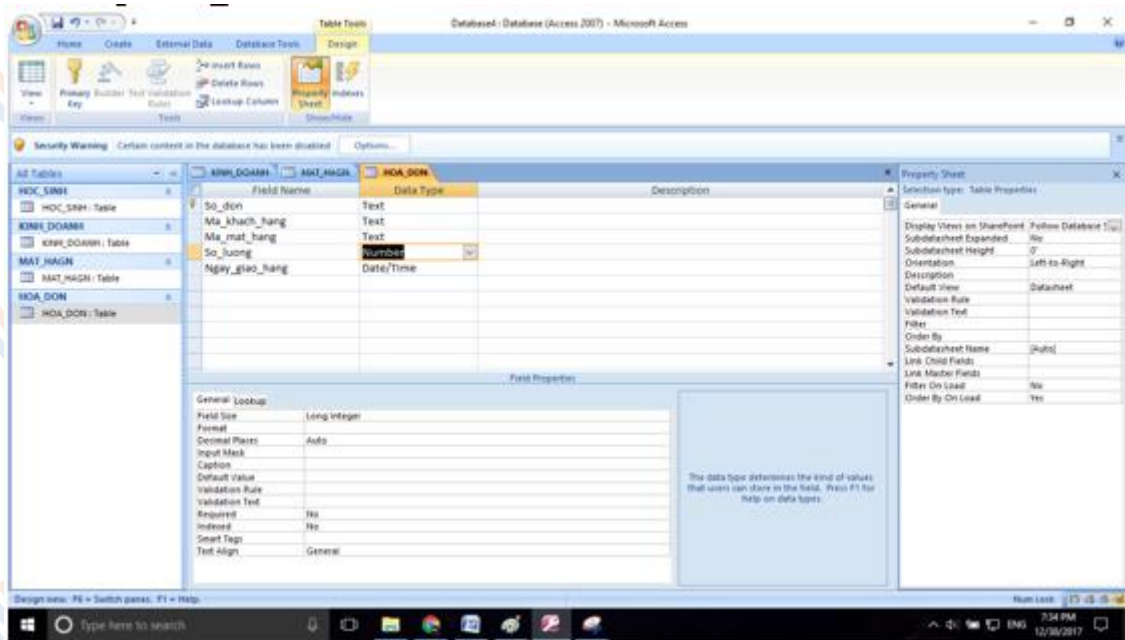 Table Tools
Database4 : Database (Access 2007) - Microsoft Access
Home Create External Data Database Tools Design
View
Primary Key
Builder
Test Validation Rules
Insert Rows
Delete Rows
Lookup Column
Property Sheet
Indexes
Views
Tools
Show/Hide
Security Warning Certain content in the database has been disabled Options...
All Tables
HOC_SINH
HOC_SINH : Table
KINH_DOANH
KINH_DOANH : Table
MAT_HAGN
MAT_HAGN : Table
HOA_DON
HOA_DON : Table
KINH_DOANH MAT_HAGN HOA_DON
Field Name Data Type Description
So_don Text
Ma_khach_hang Text
Ma_mat_hang Text
So_luong Number
Ngay_giao_hang Date/Time
Field Properties
General Lookup
Field Size Long Integer
Format
Decimal Places Auto
Input Mask
Caption
Default Value
Validation Rule
Validation Text
Required No
Indexed No
Smart Tags
Text Align General
The data type determines the kind of values
that users can store in the field. Press F1 for
help on data types.
Property Sheet
Selection type: Table Properties
General
Display Views on SharePoint Follow Database S
Subdatasheet Expanded No
Subdatasheet Height 0"
Orientation Left-to-Right
Description
Default View Datasheet
Validation Rule
Validation Text
Filter
Order By
Subdatasheet Name [Auto]
Link Child Fields
Link Master Fields
Filter On Load No
Order By On Load Yes
Design view. F6 = Switch panes. F1 = Help.
Num Lock
Type here to search
ENG
7:34 PM
12/30/2017